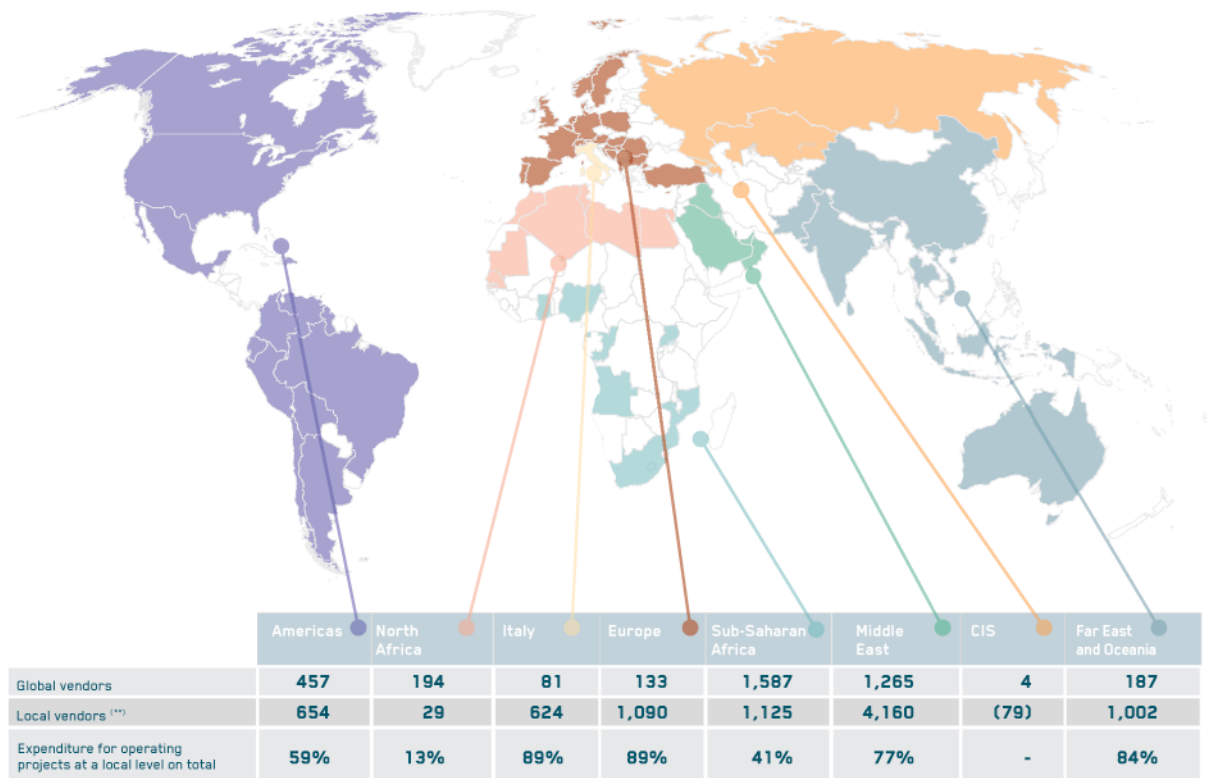 Americas North Africa Italy Europe Sub-Saharan Africa Middle East CIS Far East and Oceania
Global vendors 457 194 81 133 1,587 1,265 4 187
Local vendors (**) 654 29 624 1,090 1,125 4,160 (79) 1,002
Expenditure for operating
projects at a local level on total 59% 13% 89% 89% 41% 77% - 84%